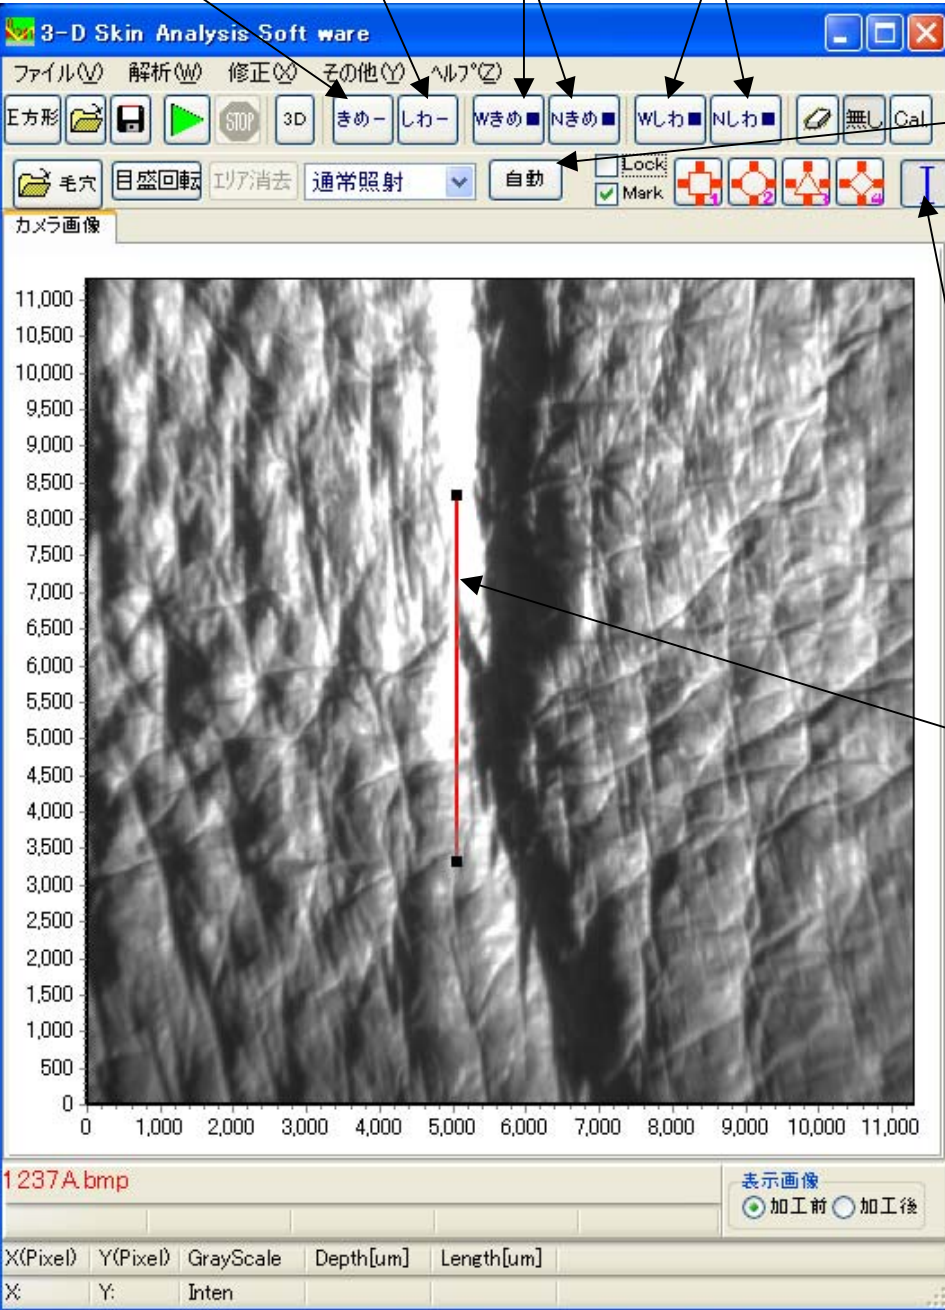 3-D Skin Analysis Soft ware
ファイル(V) 解析(W) 修正(X) その他(Y) ヘルプ(Z)
正方形 STOP 3D きめー しわー Wきめ■ Nきめ■ Wしわ■ Nしわ■ 無し Cal.
毛穴 目盛回転 エリア消去 通常照射 自動 Lock
Mark 1 2 3 4
カメラ画像
11,000
10,500
10,000
9,500
9,000
8,500
8,000
7,500
7,000
6,500
6,000
5,500
5,000
4,500
4,000
3,500
3,000
2,500
2,000
1,500
1,000
500
0
0 1,000 2,000 3,000 4,000 5,000 6,000 7,000 8,000 9,000 10,000 11,000
1237A.bmp
表示画像
加工前 加工後
X(Pixel) Y(Pixel) GrayScale Depth[um] Length[um]
X: Y: Inten